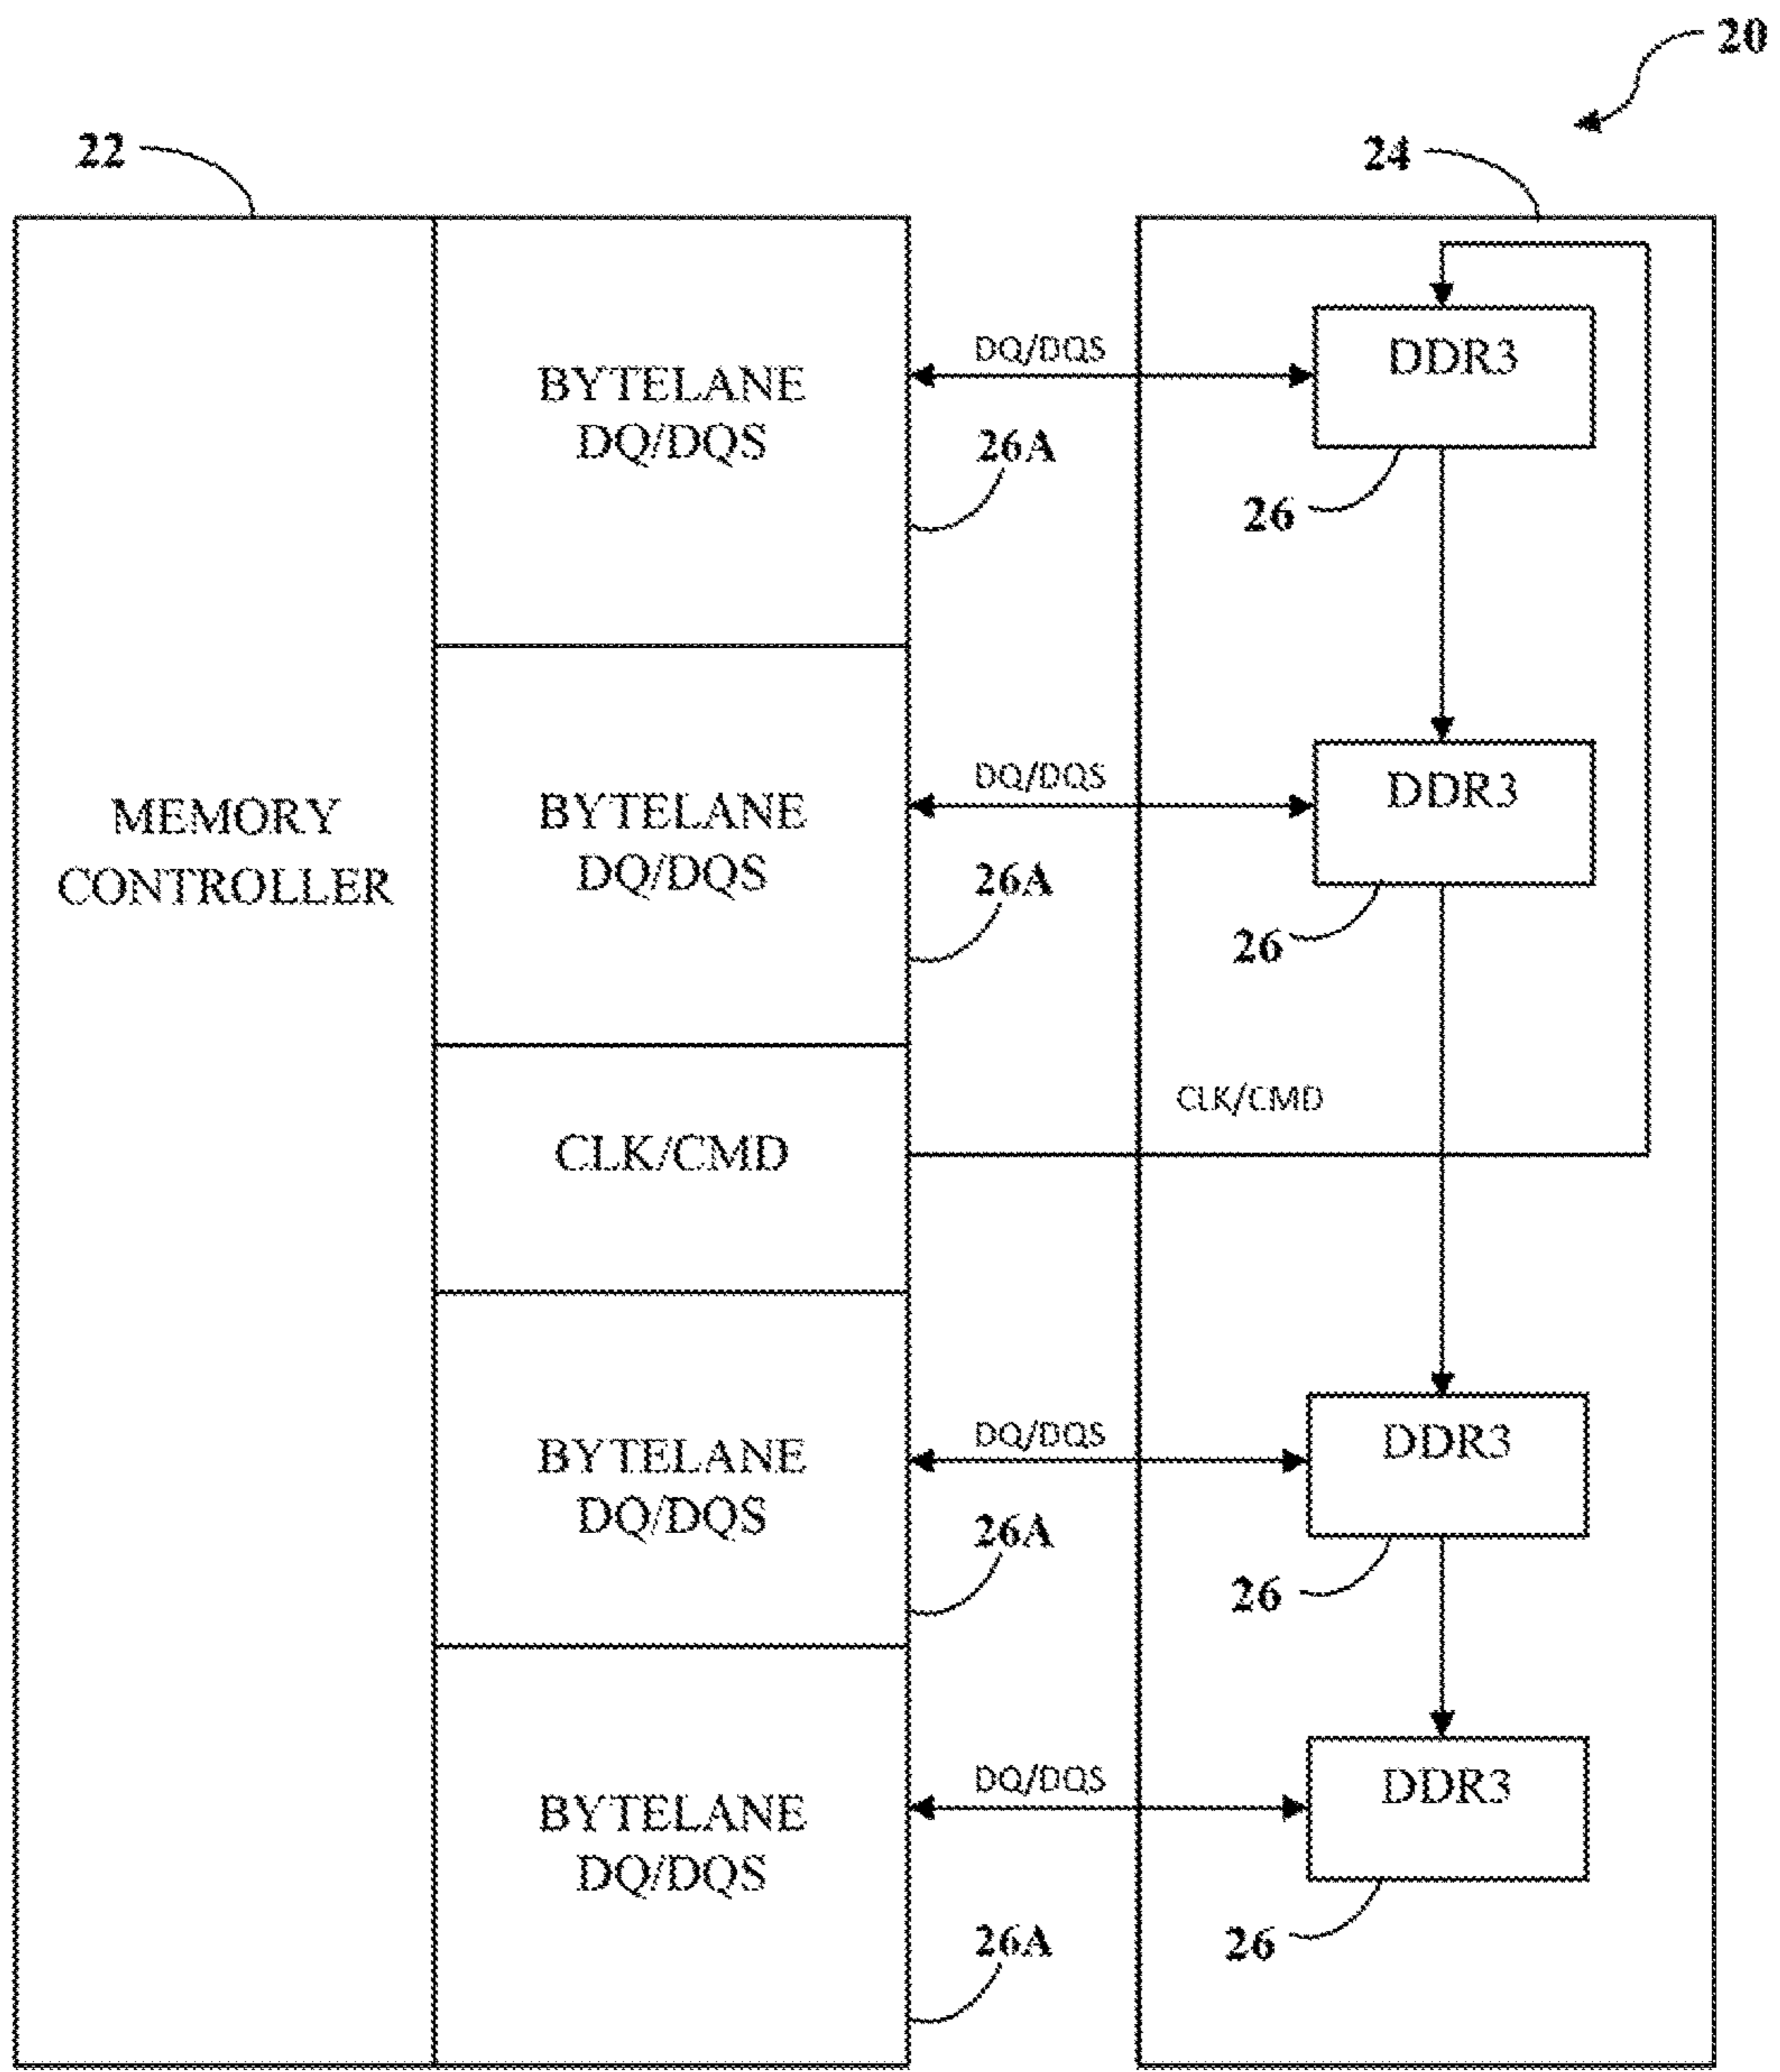 20
22
24
BYTELANE
DQ/DQS
DQ/DQS
DDR3
26A
26
MEMORY
CONTROLLER
BYTELANE
DQ/DQS
DQ/DQS
DDR3
26A
26
CLK/CMD
CLK/CMD
BYTELANE
DQ/DQS
DQ/DQS
DDR3
26A
26
BYTELANE
DQ/DQS
DQ/DQS
DDR3
26A
26